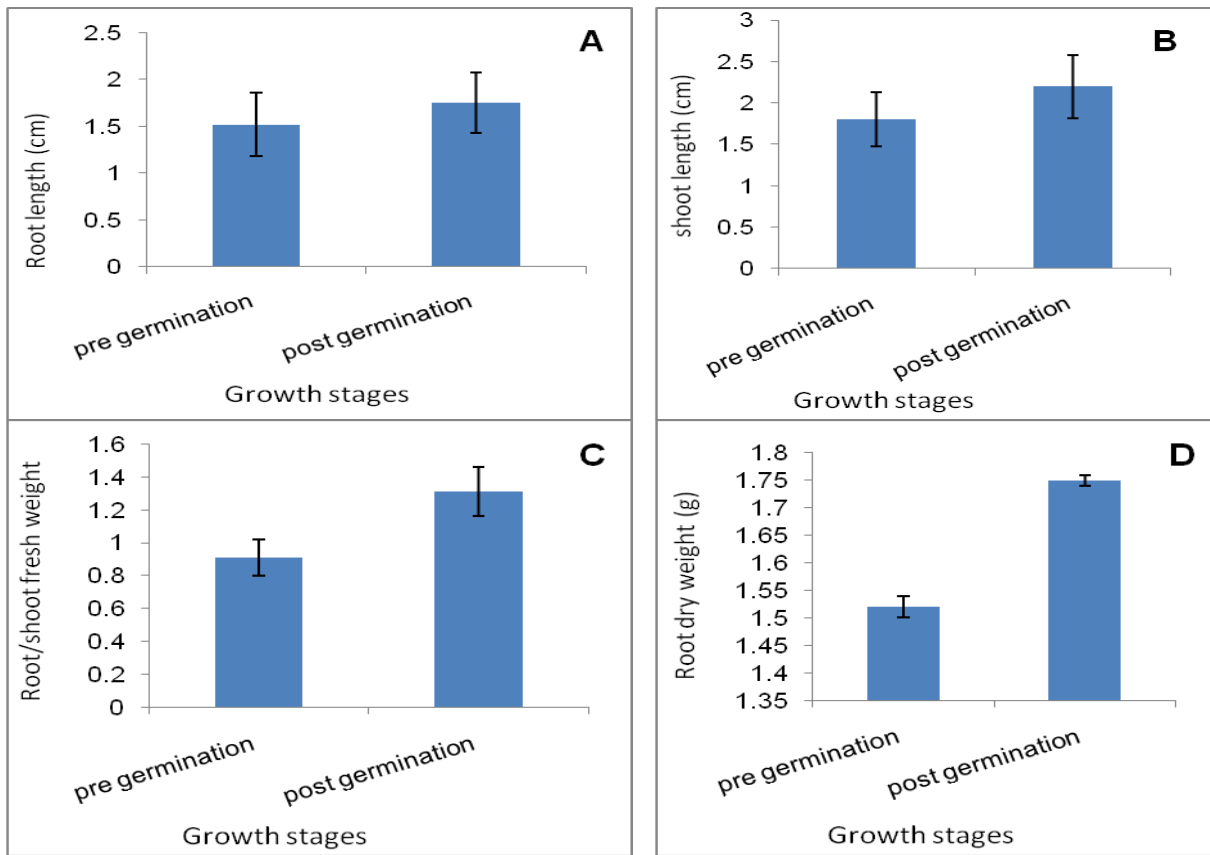 A
Root length (cm)
2.5
2
1.5
1
0.5
0
pre germination
post germination
Growth stages
B
shoot length (cm)
3
2.5
2
1.5
1
0.5
0
pre germination
post germination
Growth stages
C
Root/shoot fresh weight
1.6
1.4
1.2
1
0.8
0.6
0.4
0.2
0
pre germination
post germination
Growth stages
D
Root dry weight (g)
1.8
1.75
1.7
1.65
1.6
1.55
1.5
1.45
1.4
1.35
pre germination
post germination
Growth stages